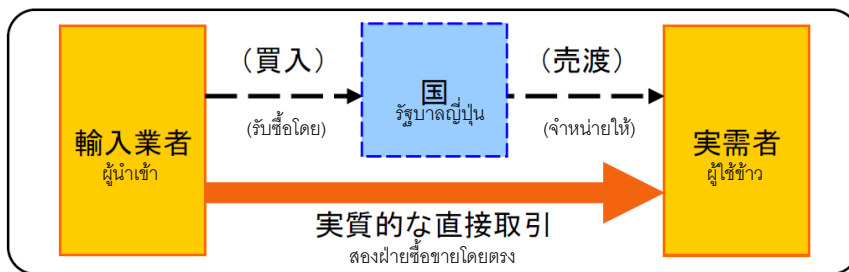 (買入)
(รับซื้อโดย)
国
รัฐบาลญี่ปุ่น
(売渡)
(จำหน่ายให้)
輸入業者
ผู้นำเข้า
実需者
ผู้ใช้ข้าว
実質的な直接取引
สองฝ่ายซื้อขายโดยตรง